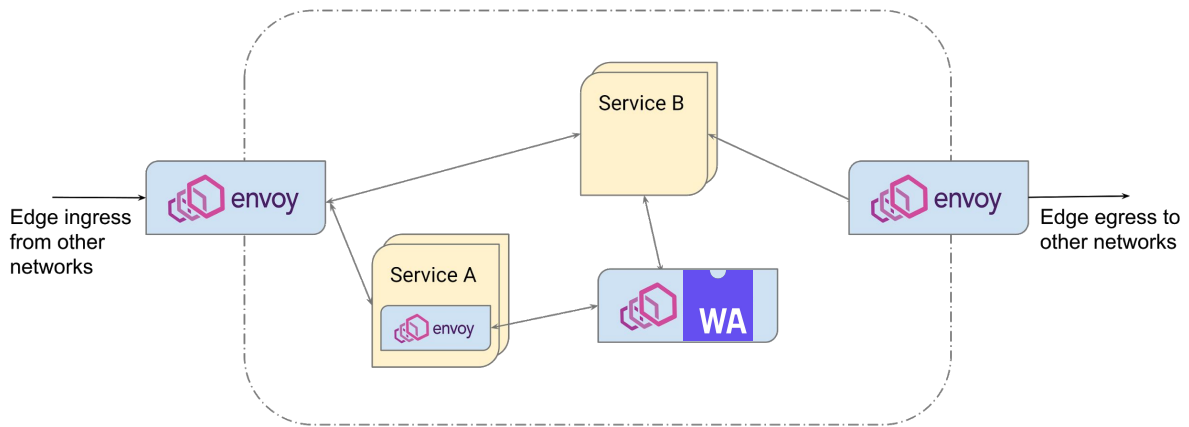 Service B
envoy
envoy
Edge ingress
from other
networks
Edge egress to
other networks
Service A
envoy
WA